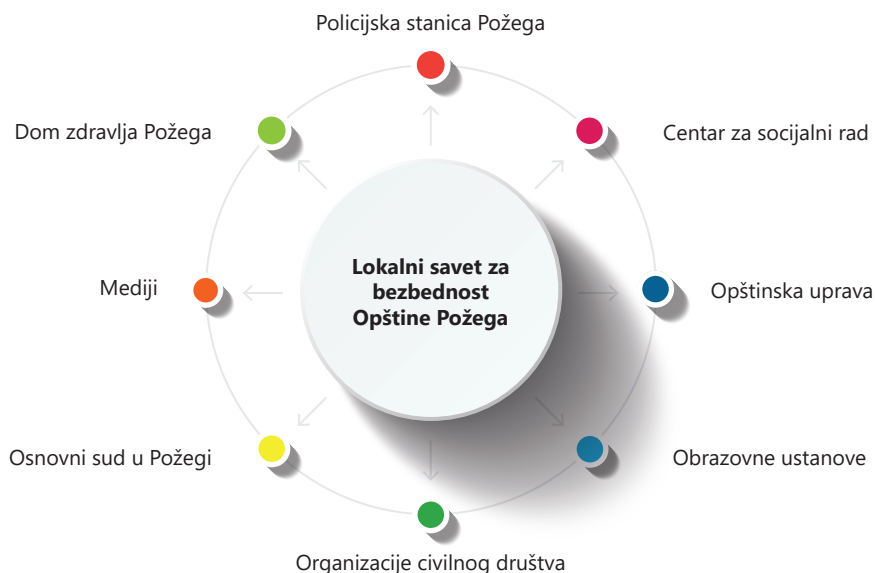 Policijska stanica Požega
Dom zdravlja Požega
Centar za socijalni rad
Mediji
Lokalni savet za
bezbednost
Opštine Požega
Opštinska uprava
Osnovni sud u Požegi
Obrazovne ustanove
Organizacije civilnog društva